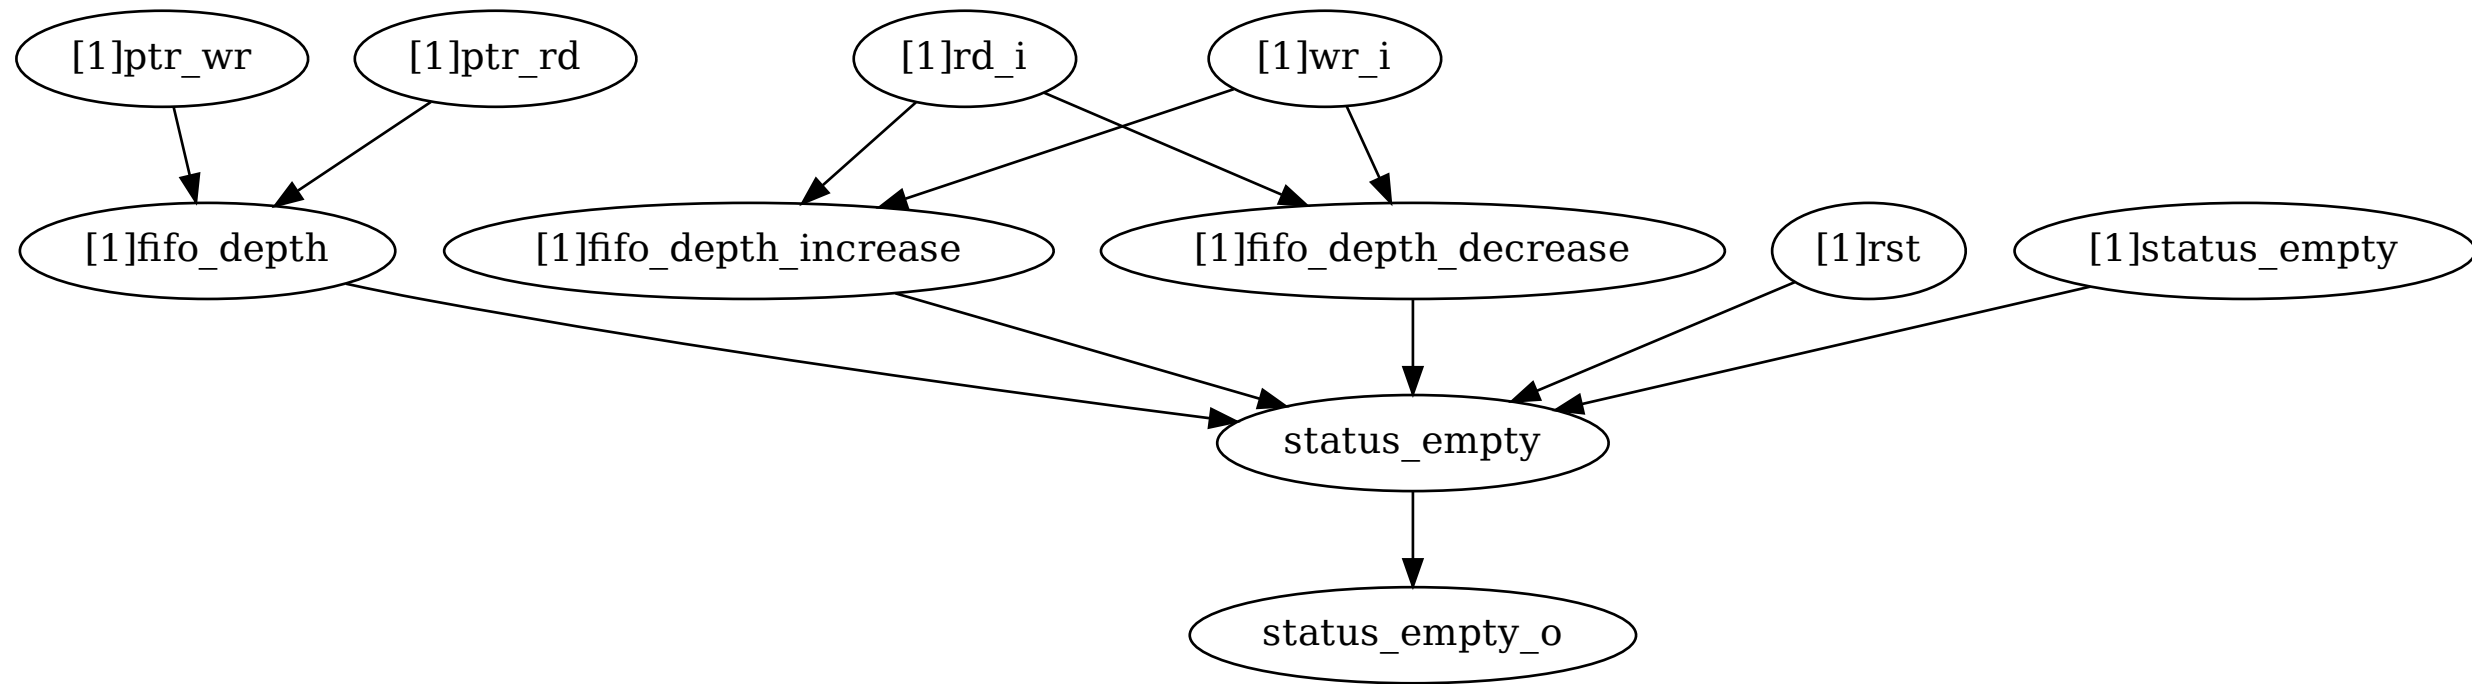 [1]ptr_wr
[1]ptr_rd
[1]rd_i
[1]wr_i
[1]fifo_depth
[1]fifo_depth_increase
[1]fifo_depth_decrease
[1]rst
[1]status_empty
status_empty
status_empty_o